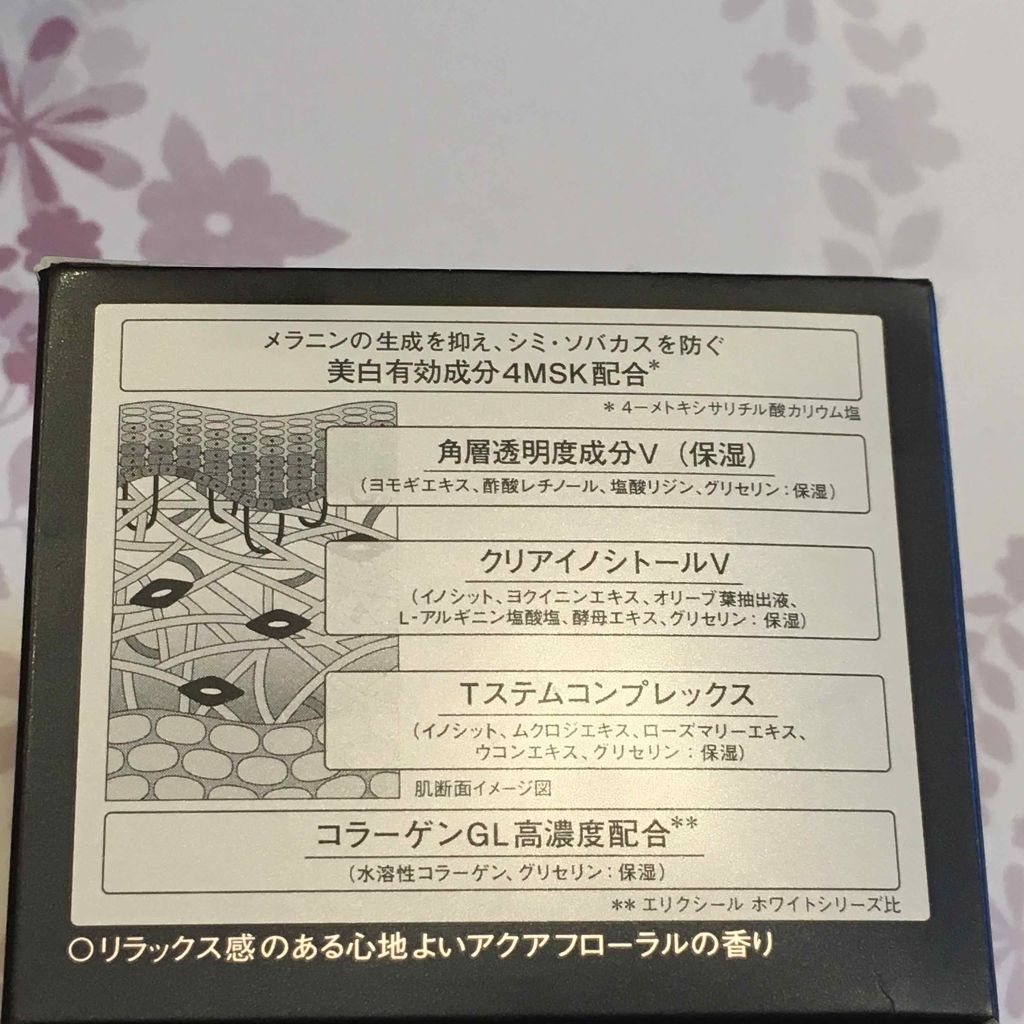 メラニンの生成を抑え、シミ・ソバカスを防ぐ
美白有効成分4MSK配合*
* 4ーメトキシサリチル酸カリウム塩
角層透明度成分V（保湿）
（ヨモギエキス、酢酸レチノール、塩酸リジン、グリセリン：保湿）
クリアイノシトールV
（イノシット、ヨクイニンエキス、オリーブ葉抽出液、
L-アルギニン塩酸塩、酵母エキス、グリセリン：保湿）
Tステムコンプレックス
（イノシット、ムクロジエキス、ローズマリーエキス、
ウコンエキス、グリセリン：保湿）
肌断面イメージ図
コラーゲンGL高濃度配合**
（水溶性コラーゲン、グリセリン：保湿）
** エリクシール ホワイトシリーズ比
○リラックス感のある心地よいアクアフローラルの香り